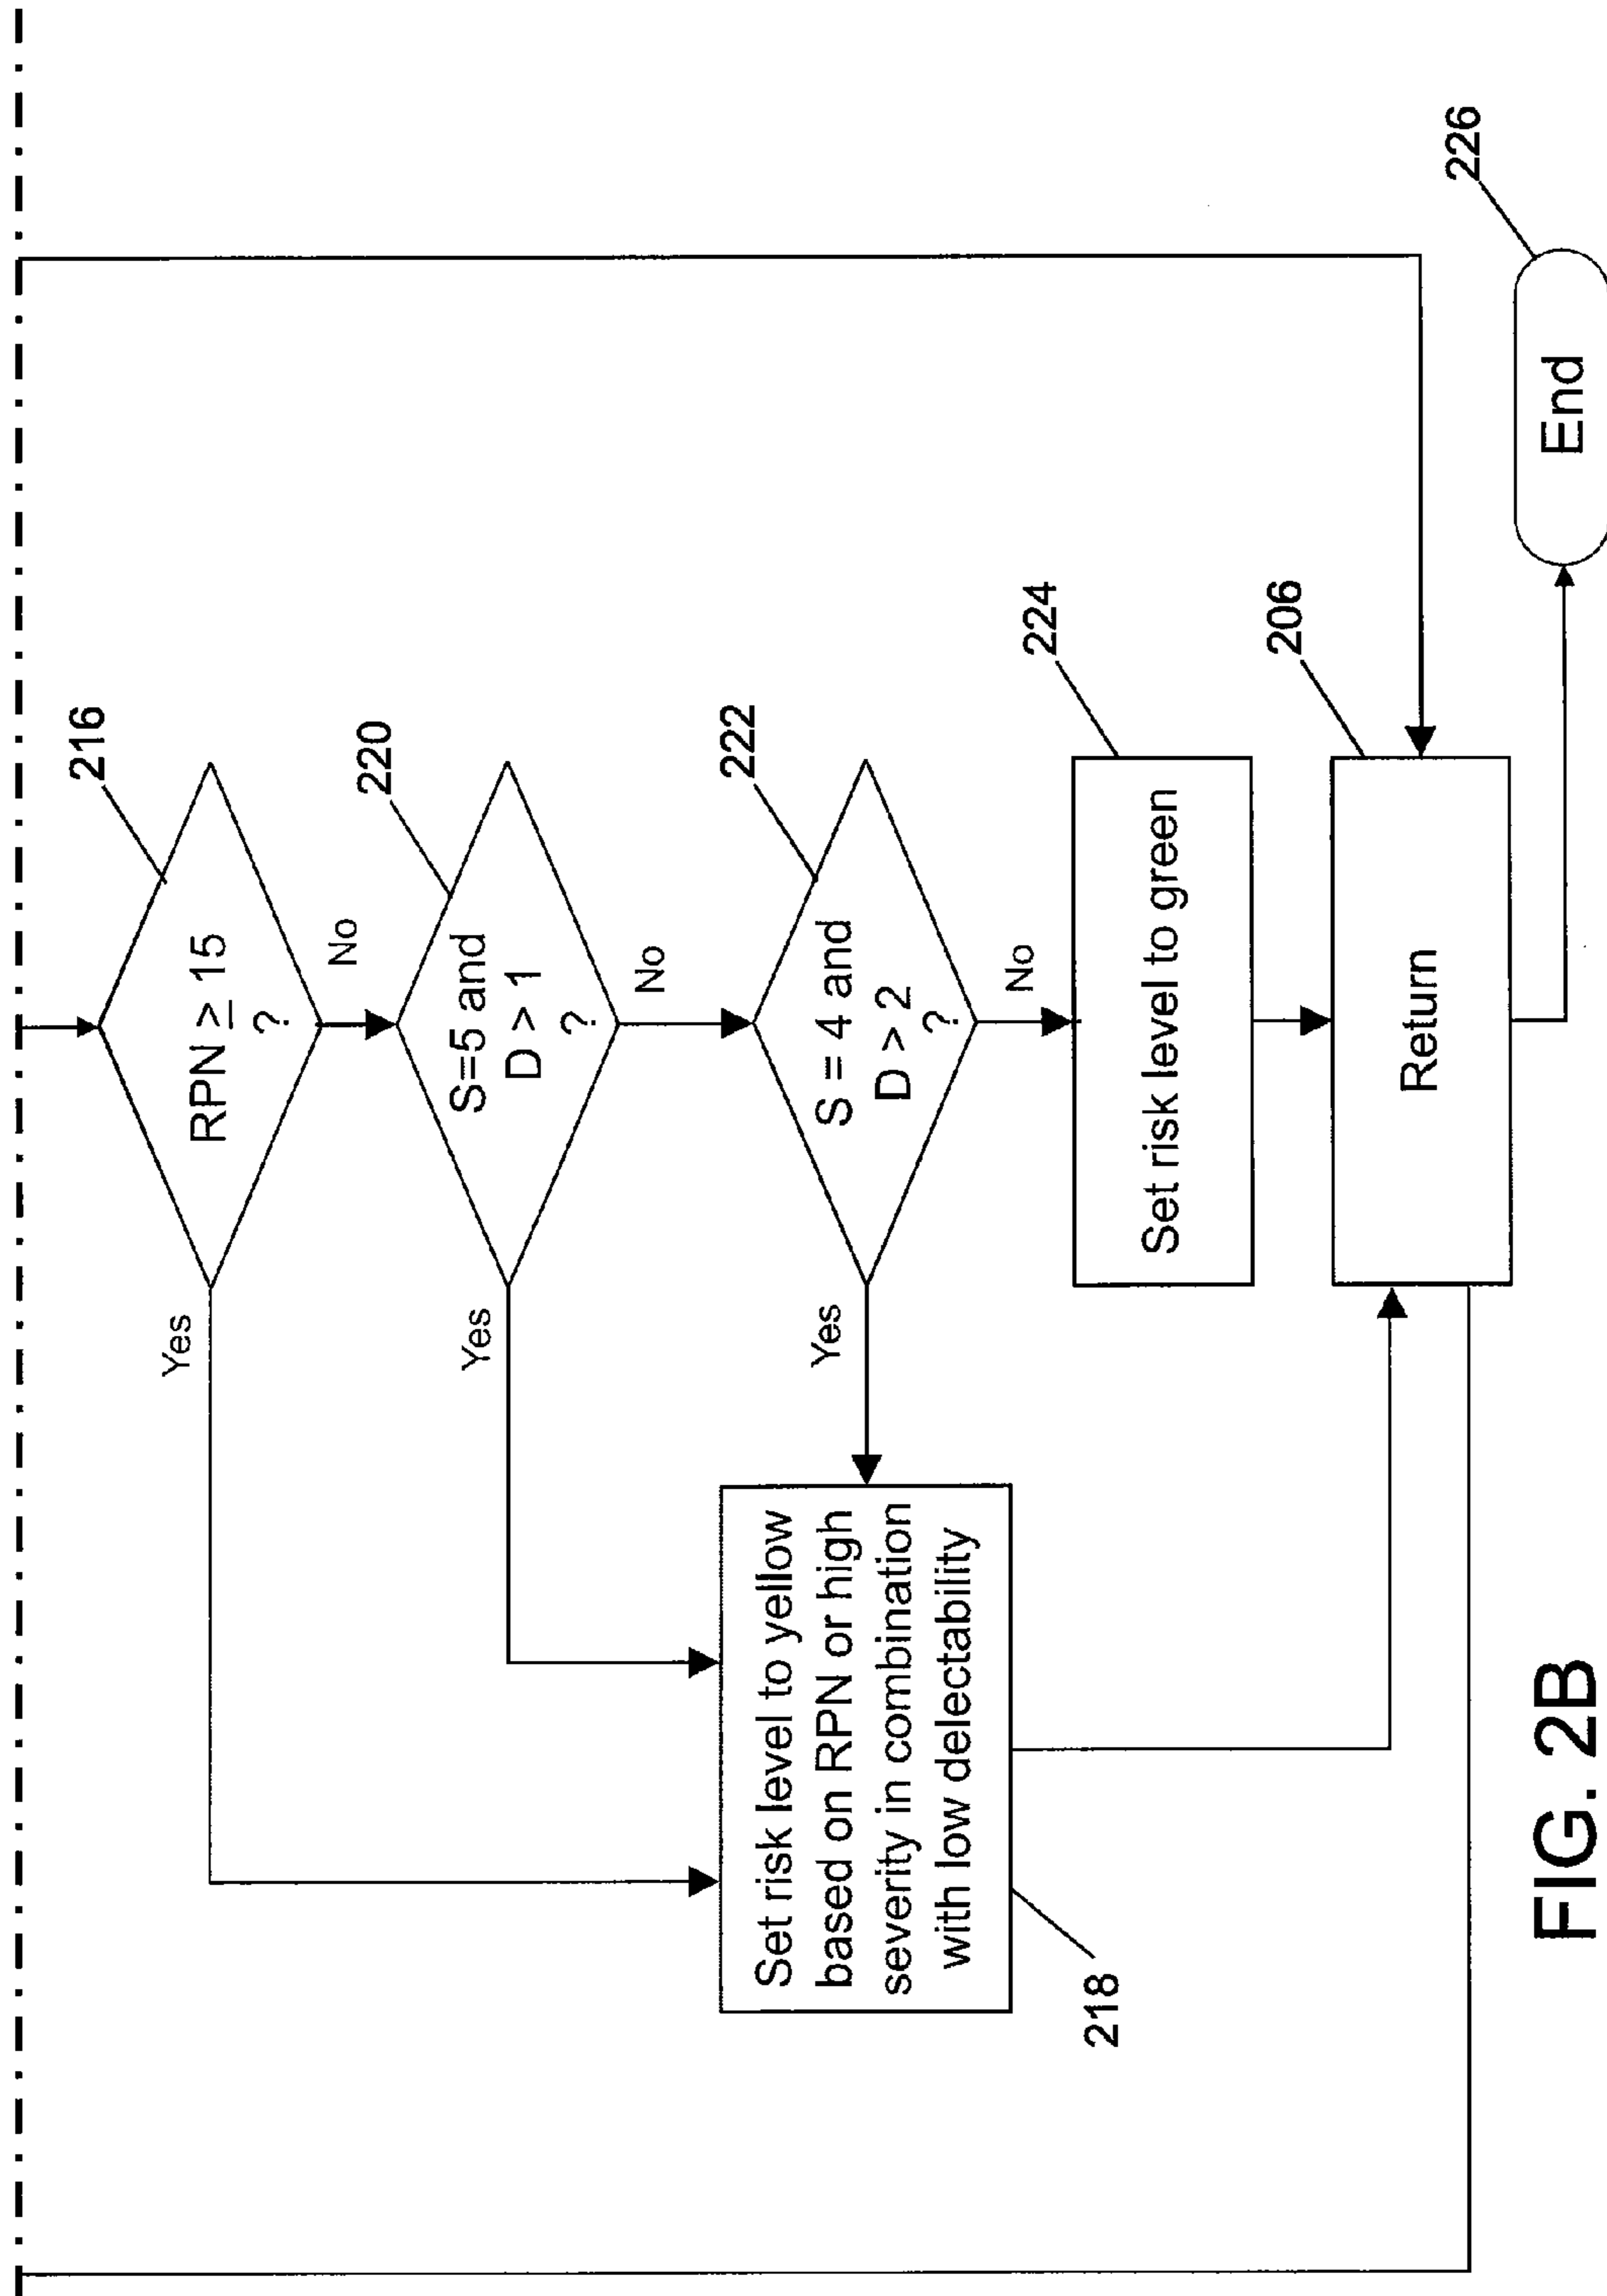 216
RPN ≥ 15
?
Yes
No
220
S=5 and
D > 1
?
Yes
No
222
S = 4 and
D > 2
?
Yes
No
Set risk level to yellow
based on RPN or high
severity in combination
with low delectability
218
224
Set risk level to green
206
Return
226
End
FIG. 2B